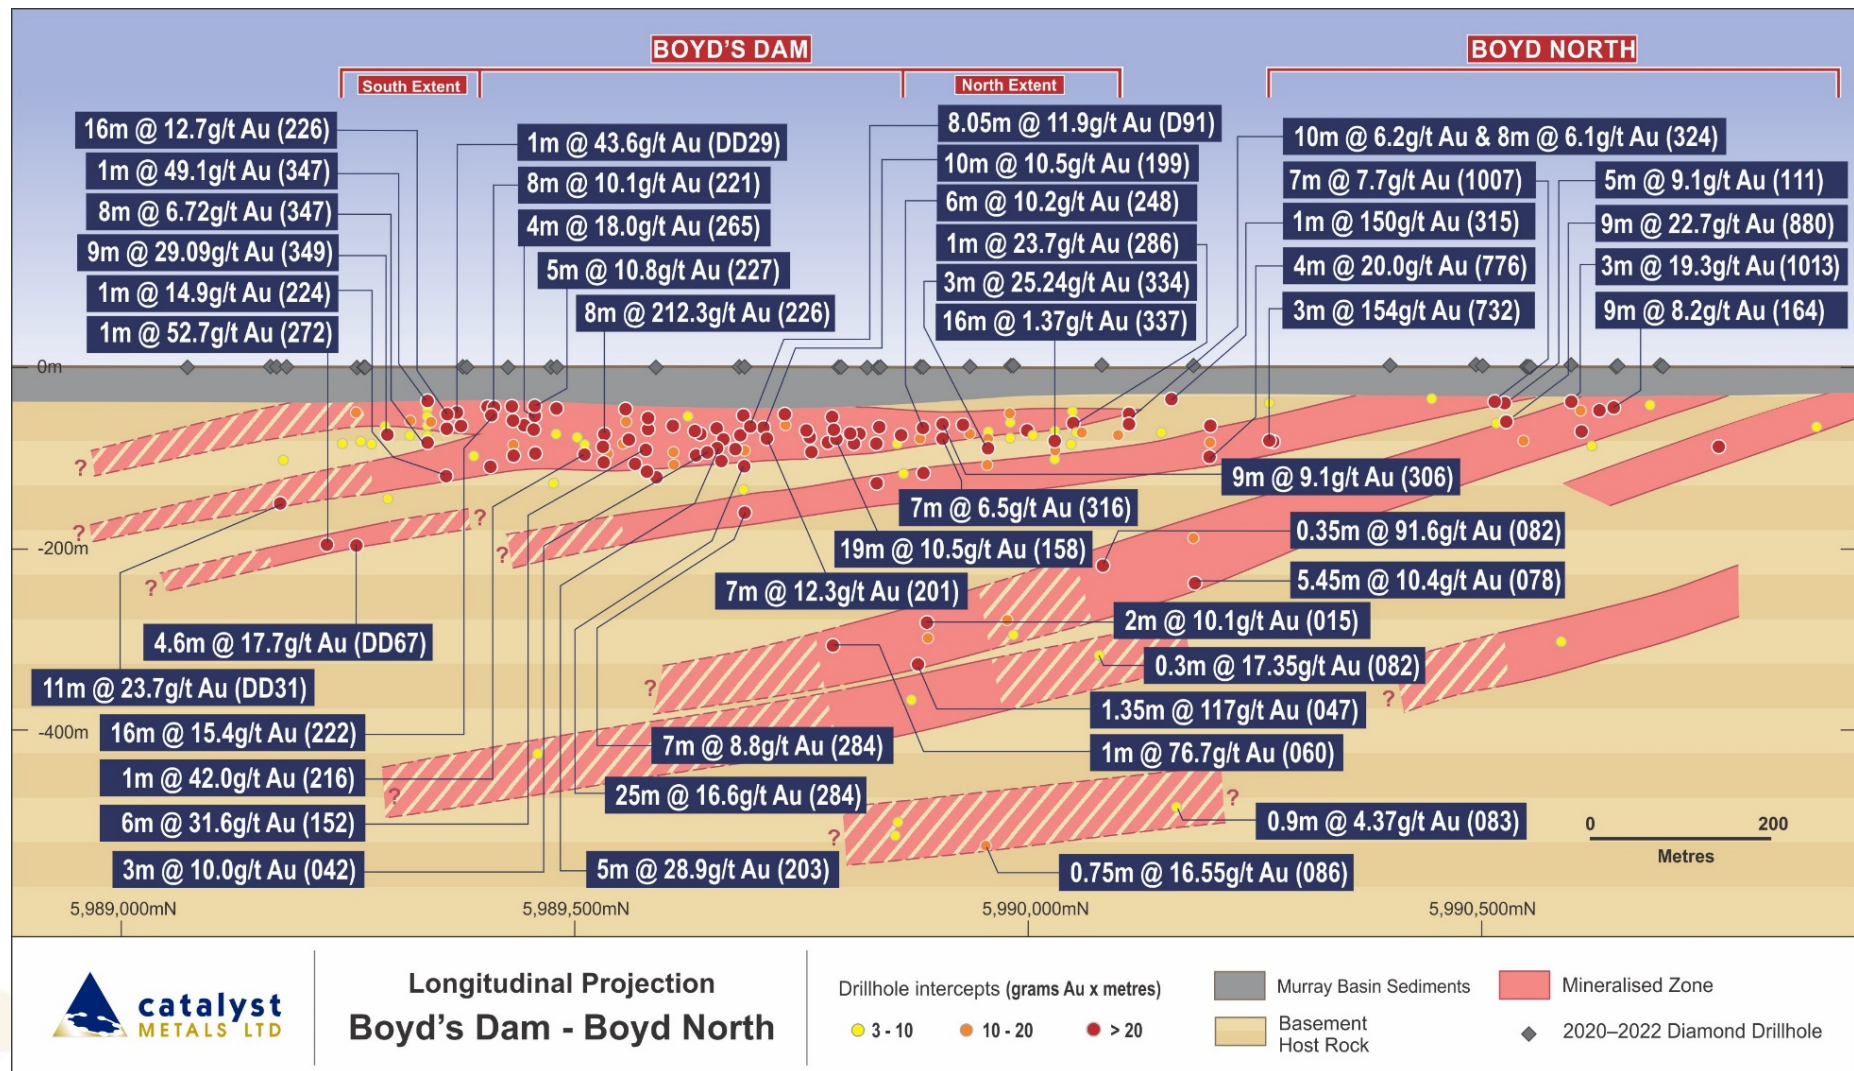 BOYD'S DAM
BOYD NORTH
South Extent
North Extent
16m @ 12.7g/t Au (226)
1m @ 49.1g/t Au (347)
8m @ 6.72g/t Au (347)
9m @ 29.09g/t Au (349)
1m @ 14.9g/t Au (224)
1m @ 52.7g/t Au (272)
1m @ 43.6g/t Au (DD29)
8m @ 10.1g/t Au (221)
4m @ 18.0g/t Au (265)
5m @ 10.8g/t Au (227)
8m @ 212.3g/t Au (226)
8.05m @ 11.9g/t Au (D91)
10m @ 10.5g/t Au (199)
6m @ 10.2g/t Au (248)
1m @ 23.7g/t Au (286)
3m @ 25.24g/t Au (334)
16m @ 1.37g/t Au (337)
10m @ 6.2g/t Au & 8m @ 6.1g/t Au (324)
7m @ 7.7g/t Au (1007)
1m @ 150g/t Au (315)
4m @ 20.0g/t Au (776)
3m @ 154g/t Au (732)
5m @ 9.1g/t Au (111)
9m @ 22.7g/t Au (880)
3m @ 19.3g/t Au (1013)
9m @ 8.2g/t Au (164)
0m
-200m
-400m
?
?
?
?
?
?
?
?
?
?
9m @ 9.1g/t Au (306)
7m @ 6.5g/t Au (316)
19m @ 10.5g/t Au (158)
7m @ 12.3g/t Au (201)
0.35m @ 91.6g/t Au (082)
5.45m @ 10.4g/t Au (078)
2m @ 10.1g/t Au (015)
0.3m @ 17.35g/t Au (082)
1.35m @ 117g/t Au (047)
1m @ 76.7g/t Au (060)
4.6m @ 17.7g/t Au (DD67)
11m @ 23.7g/t Au (DD31)
16m @ 15.4g/t Au (222)
1m @ 42.0g/t Au (216)
6m @ 31.6g/t Au (152)
3m @ 10.0g/t Au (042)
7m @ 8.8g/t Au (284)
25m @ 16.6g/t Au (284)
5m @ 28.9g/t Au (203)
0.9m @ 4.37g/t Au (083)
0.75m @ 16.55g/t Au (086)
0 200
Metres
5,989,000mN
5,989,500mN
5,990,000mN
5,990,500mN
catalyst
METALS LTD
Longitudinal Projection
Boyd's Dam - Boyd North
Drillhole intercepts (grams Au x metres)
3 - 10
10 - 20
> 20
Murray Basin Sediments
Basement
Host Rock
Mineralised Zone
2020–2022 Diamond Drillhole